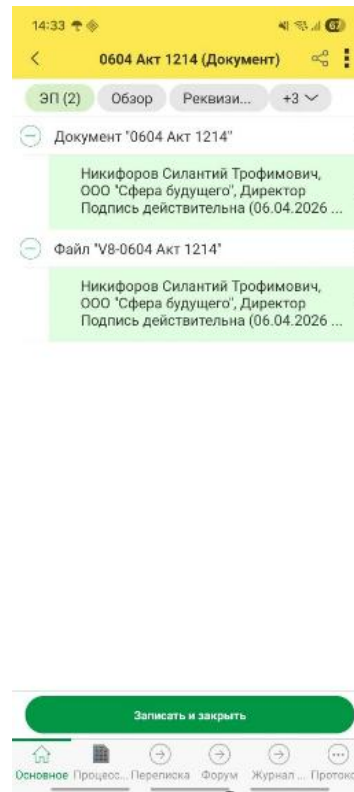 14:33
67
0604 Акт 1214 (Документ)
ЭП (2) Обзор Реквизи... +3
Документ "0604 Акт 1214"
Никифоров Силантий Трофимович,
ООО "Сфера будущего", Директор
Подпись действительна (06.04.2026 ...
Файл "V8-0604 Акт 1214"
Никифоров Силантий Трофимович,
ООО "Сфера будущего", Директор
Подпись действительна (06.04.2026 ...
Записать и закрыть
Основное Процесс... Переписка Форум Журнал ... Протоко